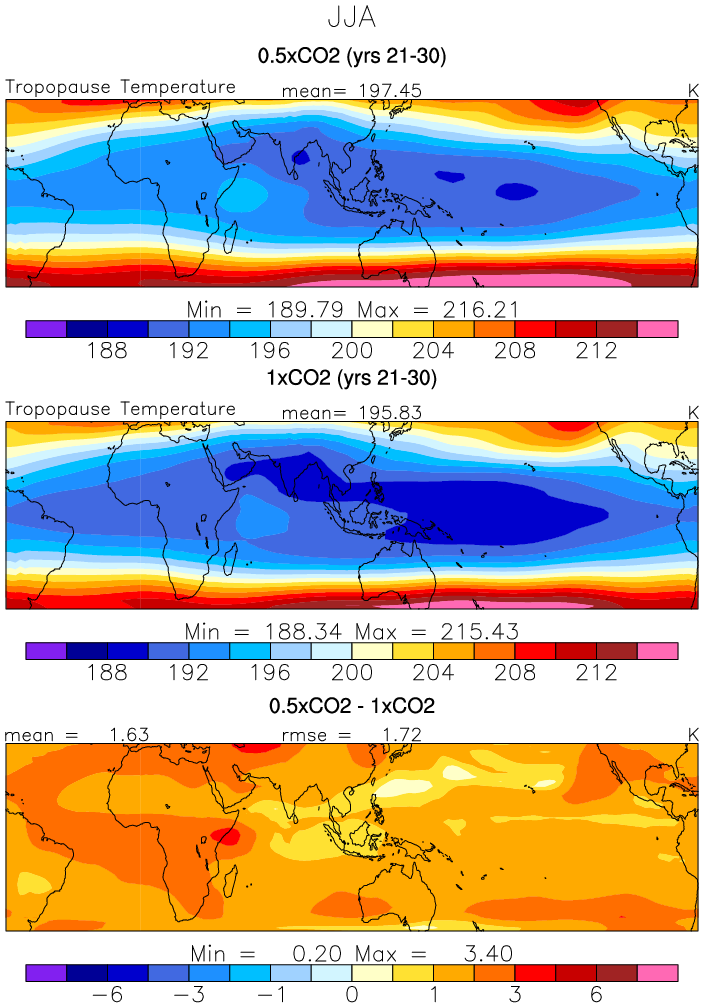 JJA
0.5xCO2 (yrs 21-30)
Tropopause Temperature mean= 197.45 K
Min = 189.79 Max = 216.21
188 192 196 200 204 208 212
1xCO2 (yrs 21-30)
Tropopause Temperature mean= 195.83 K
Min = 188.34 Max = 215.43
188 192 196 200 204 208 212
0.5xCO2 - 1xCO2
mean = 1.63 rmse = 1.72 K
Min = 0.20 Max = 3.40
−6 −3 −1 0 1 3 6